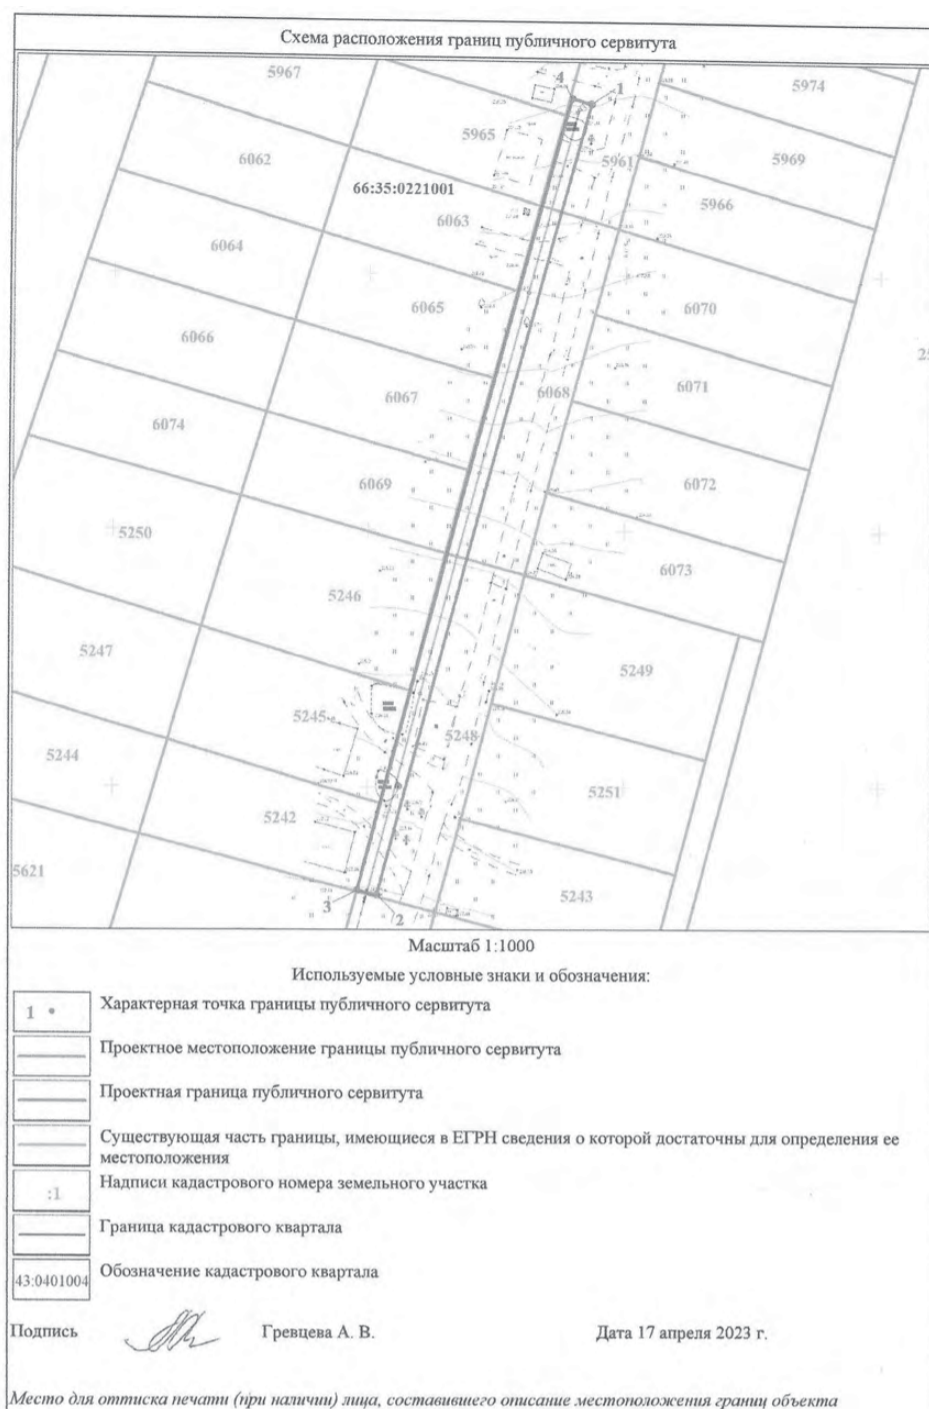 Схема расположения границ публичного сервитута
5967
4
1
5974
5965
5961
5969
6062
66:35:0221001
5966
6063
6064
6065
6070
6066
6067
6068
6071
6074
6069
6072
5250
6073
5246
5247
5249
5245
5248
5244
5251
5242
5621
5243
3
2
Масштаб 1:1000
Используемые условные знаки и обозначения:
1 Характерная точка границы публичного сервитута
Проектное местоположение границы публичного сервитута
Проектная граница публичного сервитута
Существующая часть границы, имеющиеся в ЕГРН сведения о которой достаточны для определения ее
местоположения
:1 Надписи кадастрового номера земельного участка
Граница кадастрового квартала
43:0401004 Обозначение кадастрового квартала
Подпись Гревцева А. В. Дата 17 апреля 2023 г.
Место для оттиска печати (при наличии) лица, составившего описание местоположения границ объекта